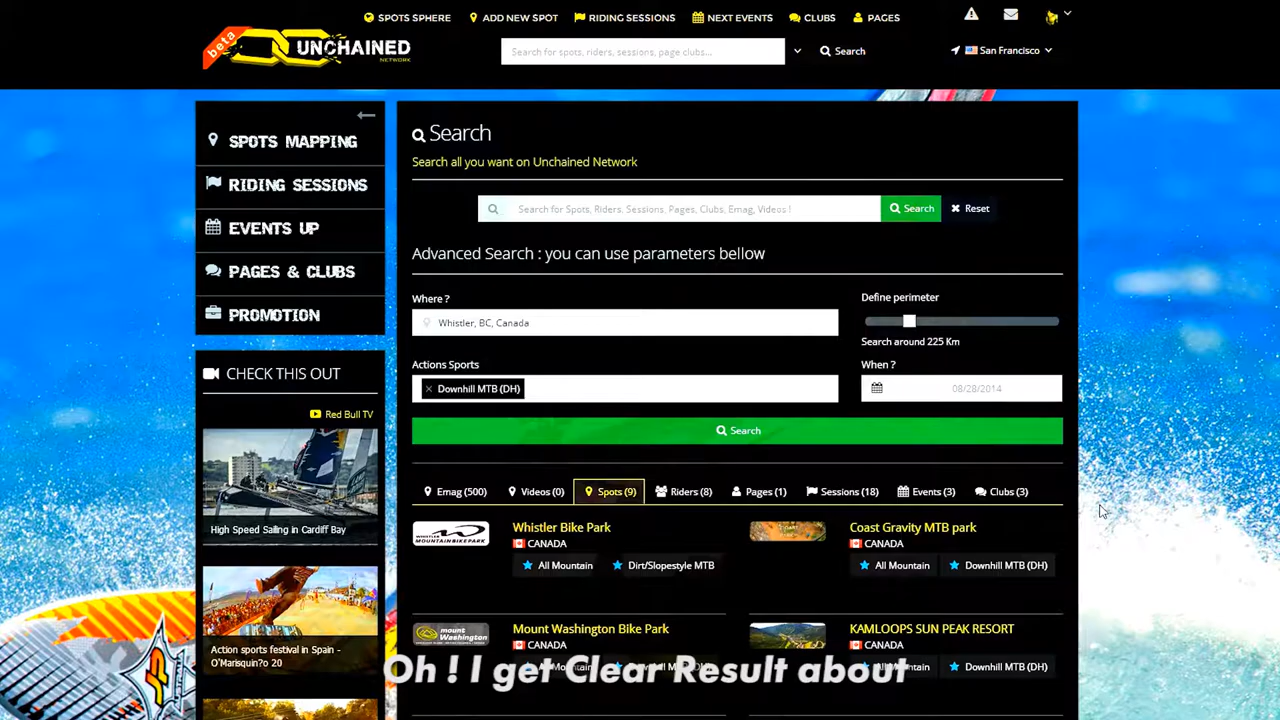 SPOTS SPHERE ADD NEW SPOT RIDING SESSIONS NEXT EVENTS CLUBS PAGES
beta UNCHAINED NETWORK
Search for spots, riders, sessions, page clubs... Search San Francisco
SPOTS MAPPING
RIDING SESSIONS
EVENTS UP
PAGES & CLUBS
PROMOTION
CHECK THIS OUT
Red Bull TV
High Speed Sailing in Cardiff Bay
Action sports festival in Spain -
O'Marisquin?o 20
Search
Search all you want on Unchained Network
Search for Spots, Riders, Sessions, Pages, Clubs, Emag, Videos ! Search Reset
Advanced Search : you can use parameters bellow
Where ?
Whistler, BC, Canada
Define perimeter
Search around 225 Km
Actions Sports
× Downhill MTB (DH)
When ?
08/28/2014
Search
Emag (500) Videos (0) Spots (9) Riders (8) Pages (1) Sessions (18) Events (3) Clubs (3)
WHISTLER
MOUNTAIN BIKE PARK
Whistler Bike Park
CANADA
All Mountain Dirt/Slopestyle MTB
Coast Gravity MTB park
CANADA
All Mountain Downhill MTB (DH)
mount
Washington
Mount Washington Bike Park
CANADA
KAMLOOPS SUN PEAK RESORT
CANADA
All Mountain Downhill MTB (DH)
Oh ! I get Clear Result about